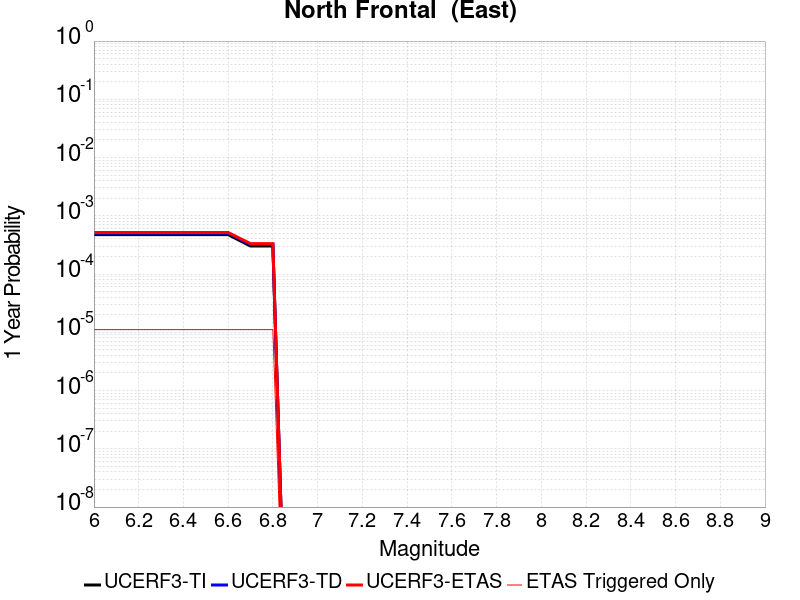 North Frontal  (East)
10^0
10^-1
10^-2
10^-3
10^-4
10^-5
10^-6
10^-7
10^-8
1 Year Probability
6 6.2 6.4 6.6 6.8 7 7.2 7.4 7.6 7.8 8 8.2 8.4 8.6 8.8 9
Magnitude
UCERF3-TI UCERF3-TD UCERF3-ETAS ETAS Triggered Only